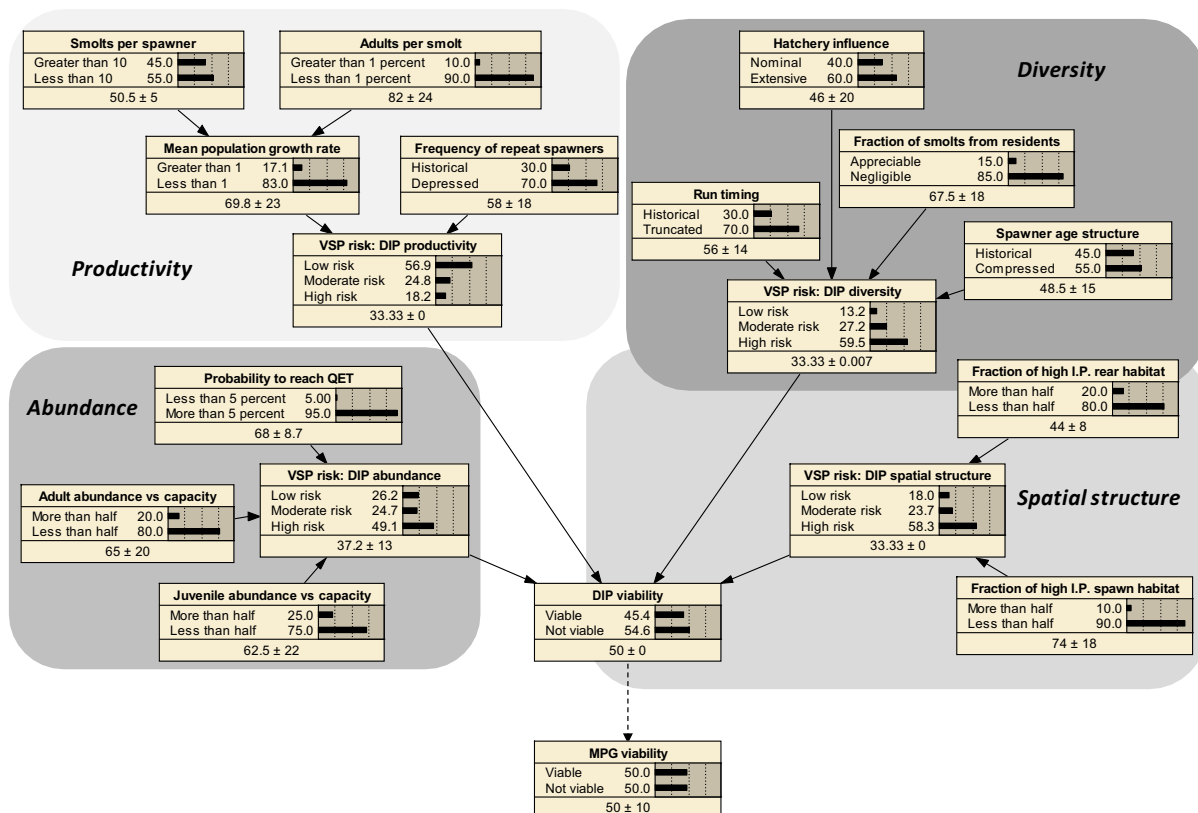 Smolts per spawner
Greater than 10 45.0
Less than 10 55.0
50.5 ± 5
Adults per smolt
Greater than 1 percent 10.0
Less than 1 percent 90.0
82 ± 24
Mean population growth rate
Greater than 1 17.1
Less than 1 83.0
69.8 ± 23
Frequency of repeat spawners
Historical 30.0
Depressed 70.0
58 ± 18
VSP risk: DIP productivity
Low risk 56.9
Moderate risk 24.8
High risk 18.2
33.33 ± 0
Productivity
Hatchery influence
Nominal 40.0
Extensive 60.0
46 ± 20
Diversity
Fraction of smolts from residents
Appreciable 15.0
Negligible 85.0
67.5 ± 18
Run timing
Historical 30.0
Truncated 70.0
56 ± 14
Spawner age structure
Historical 45.0
Compressed 55.0
48.5 ± 15
VSP risk: DIP diversity
Low risk 13.2
Moderate risk 27.2
High risk 59.5
33.33 ± 0.007
Abundance
Probability to reach QET
Less than 5 percent 5.00
More than 5 percent 95.0
68 ± 8.7
Adult abundance vs capacity
More than half 20.0
Less than half 80.0
65 ± 20
VSP risk: DIP abundance
Low risk 26.2
Moderate risk 24.7
High risk 49.1
37.2 ± 13
Juvenile abundance vs capacity
More than half 25.0
Less than half 75.0
62.5 ± 22
Fraction of high I.P. rear habitat
More than half 20.0
Less than half 80.0
44 ± 8
VSP risk: DIP spatial structure
Low risk 18.0
Moderate risk 23.7
High risk 58.3
33.33 ± 0
Spatial structure
Fraction of high I.P. spawn habitat
More than half 10.0
Less than half 90.0
74 ± 18
DIP viability
Viable 45.4
Not viable 54.6
50 ± 0
MPG viability
Viable 50.0
Not viable 50.0
50 ± 10